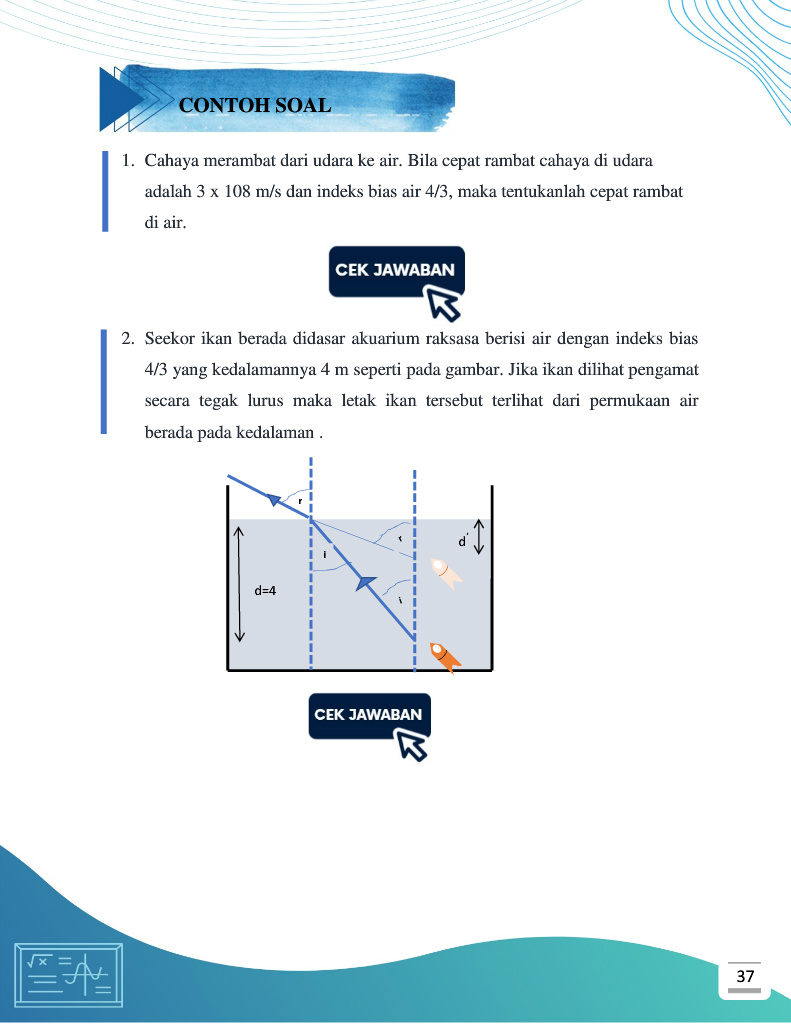 CONTOH SOAL
1. Cahaya merambat dari udara ke air. Bila cepat rambat cahaya di udara
adalah 3 x 108 m/s dan indeks bias air 4/3, maka tentukanlah cepat rambat
di air.
CEK JAWABAN
2. Seekor ikan berada didasar akuarium raksasa berisi air dengan indeks bias
4/3 yang kedalamannya 4 m seperti pada gambar. Jika ikan dilihat pengamat
secara tegak lurus maka letak ikan tersebut terlihat dari permukaan air
berada pada kedalaman .
r
r
d'
i
d=4
i
CEK JAWABAN
√x
37